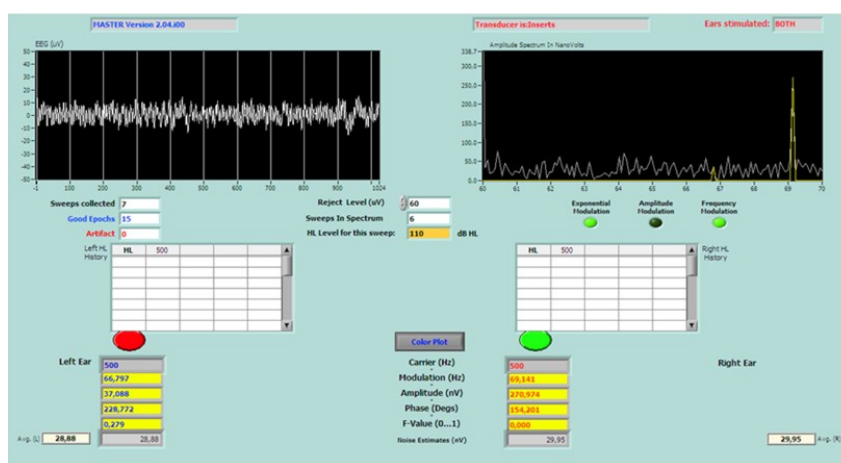 MASTER Version 2.04.i00
Transducer is:Inserts
Ears stimulated: BOTH
EEG (uV)
50
40
30
20
10
0
-10
-20
-30
-40
-50
-1 100 200 300 400 500 600 700 800 900 1024
Amplitude Spectrum In NanoVolts
338.7
300.0
250.0
200.0
150.0
100.0
50.0
0.0
60 61 62 63 64 65 66 67 68 69 70
Sweeps collected 7
Good Epochs 15
Artifact 0
Reject Level (uV) 60
Sweeps In Spectrum 6
HL Level for this sweep: 110 dB HL
Exponential Modulation
Amplitude Modulation
Frequency Modulation
Left HL History
HL 500
HL 500
Right HL History
Color Plot
Left Ear
500
66,797
37,088
228,772
0,279
Avg. (L) 28,88
28,88
Carrier (Hz)
Modulation (Hz)
Amplitude (nV)
Phase (Degs)
F-Value (0...1)
Noise Estimates (nV)
500
69,141
270,974
154,201
0,000
29,95
Right Ear
29,95 Avg. (R)